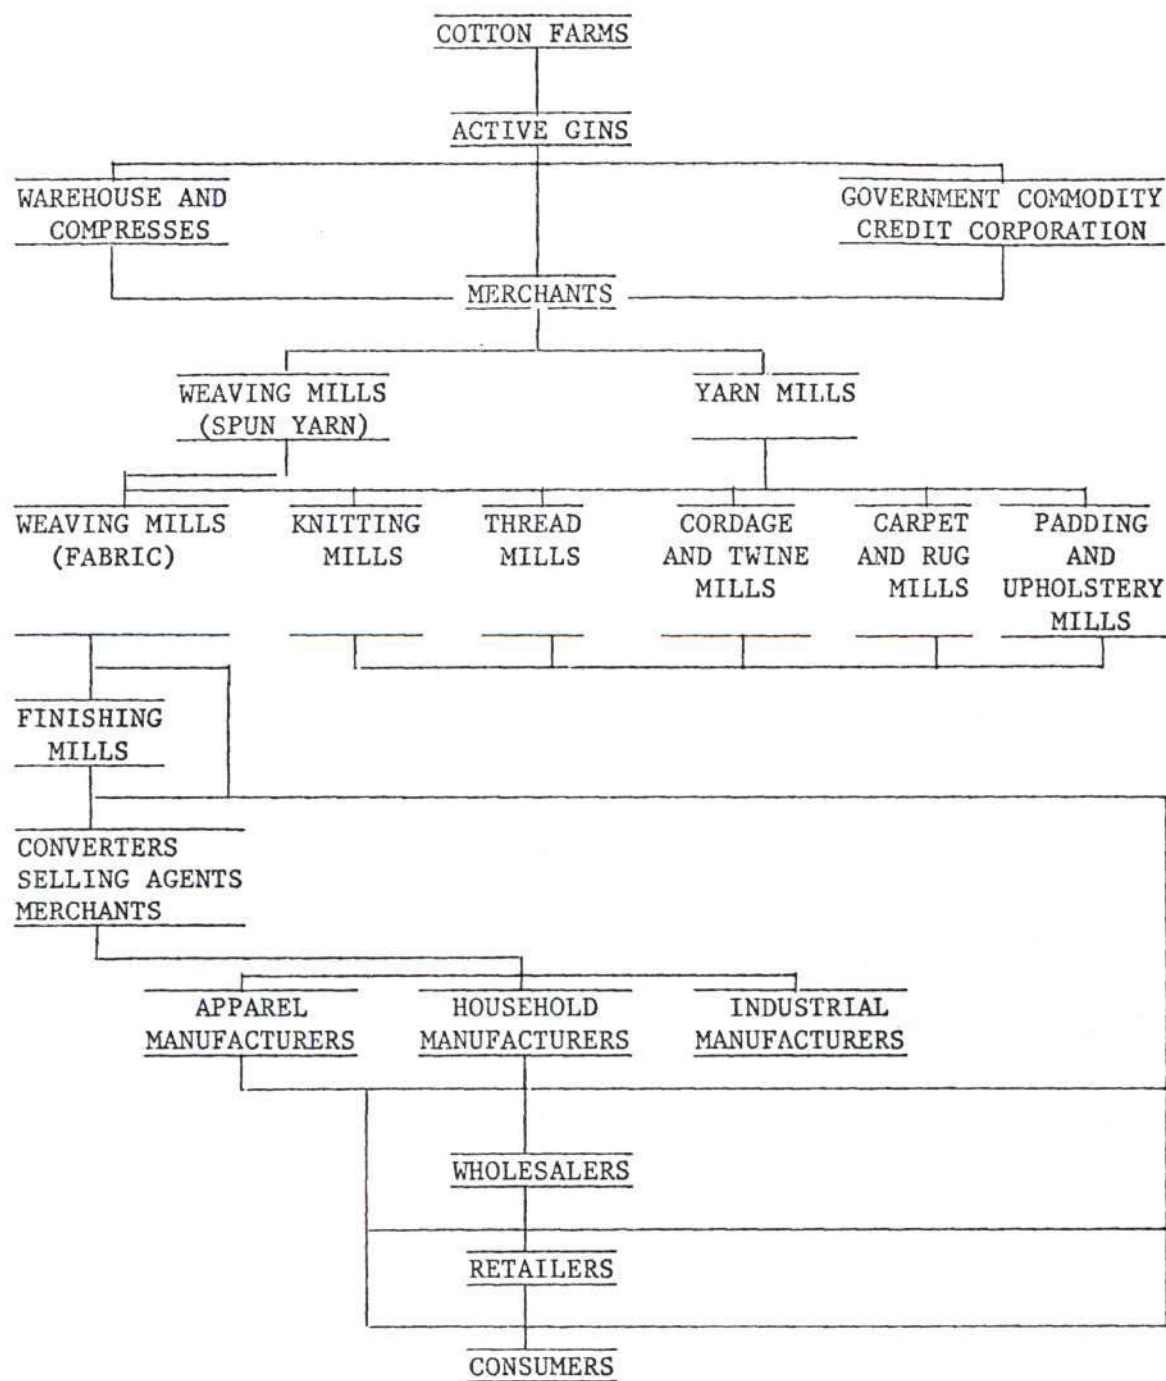 COTTON FARMS
ACTIVE GINS
WAREHOUSE AND
COMPRESSES
GOVERNMENT COMMODITY
CREDIT CORPORATION
MERCHANTS
WEAVING MILLS
(SPUN YARN)
YARN MILLS
WEAVING MILLS
(FABRIC)
KNITTING
MILLS
THREAD
MILLS
CORDAGE
AND TWINE
MILLS
CARPET
AND RUG
MILLS
PADDING
AND
UPHOLSTERY
MILLS
FINISHING
MILLS
CONVERTERS
SELLING AGENTS
MERCHANTS
APPAREL
MANUFACTURERS
HOUSEHOLD
MANUFACTURERS
INDUSTRIAL
MANUFACTURERS
WHOLESALERS
RETAILERS
CONSUMERS